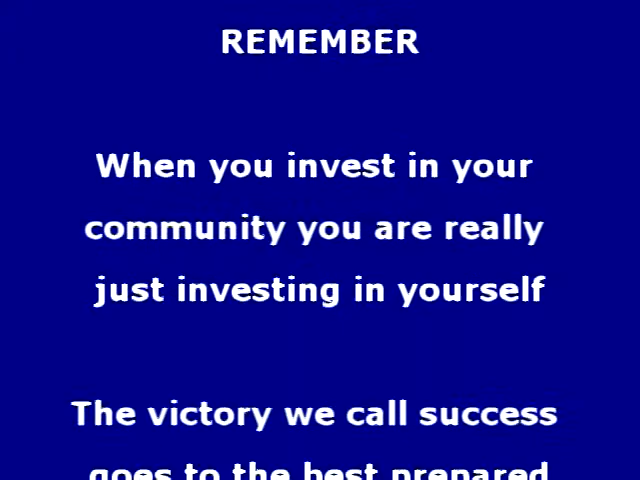 REMEMBER
When you invest in your
community you are really
just investing in yourself
The victory we call success
goes to the best prepared